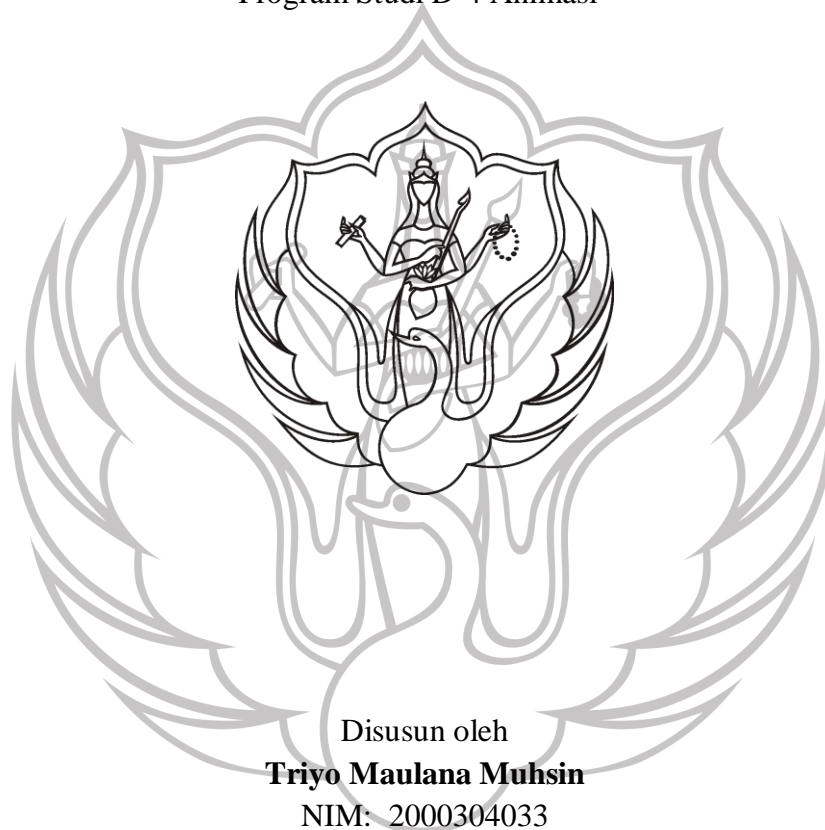 Program Studi D-4 Animasi
Disusun oleh
Triyo Maulana Muhsin
NIM: 2000304033